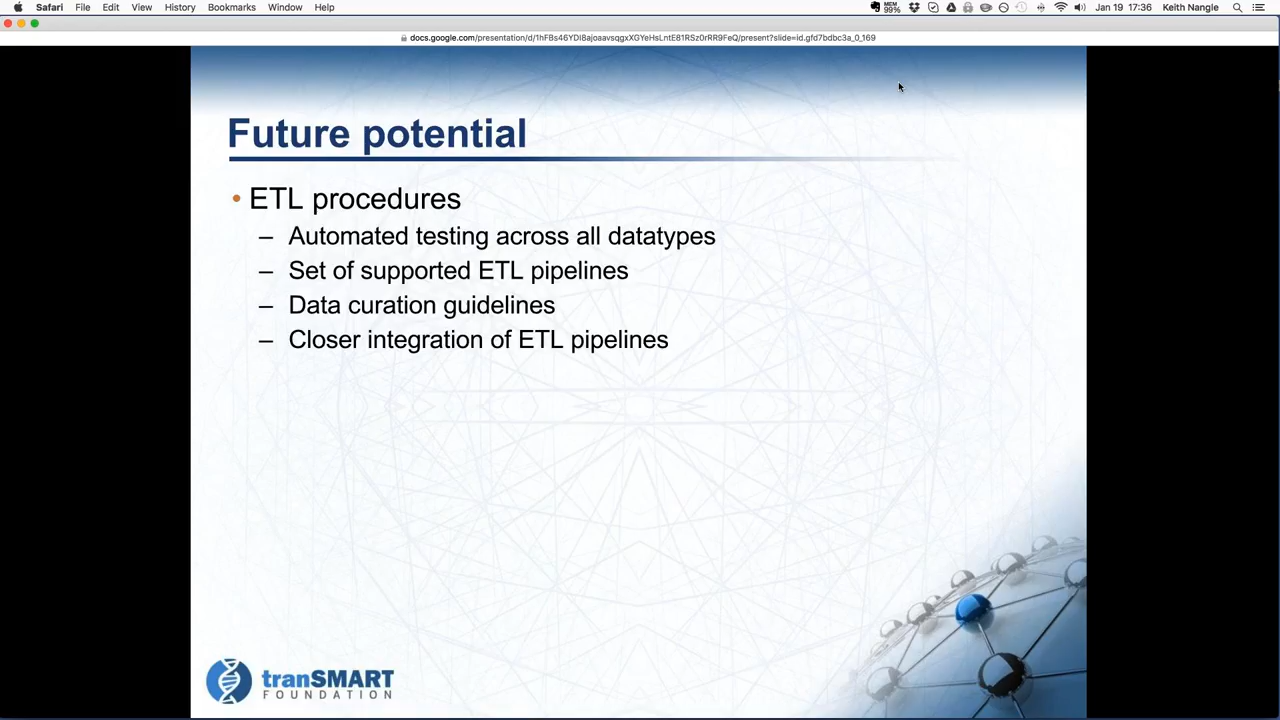 Safari File Edit View History Bookmarks Window Help MEM 99% Jan 19 17:36 Keith Nangle
docs.google.com/presentation/d/1hFBs46YDi8ajoaavsqgxXGYeHsLntE81RSz0rRR9FeQ/present?slide=id.gfd7bdbc3a_0_169
Future potential
• ETL procedures
– Automated testing across all datatypes
– Set of supported ETL pipelines
– Data curation guidelines
– Closer integration of ETL pipelines
tranSMART
FOUNDATION